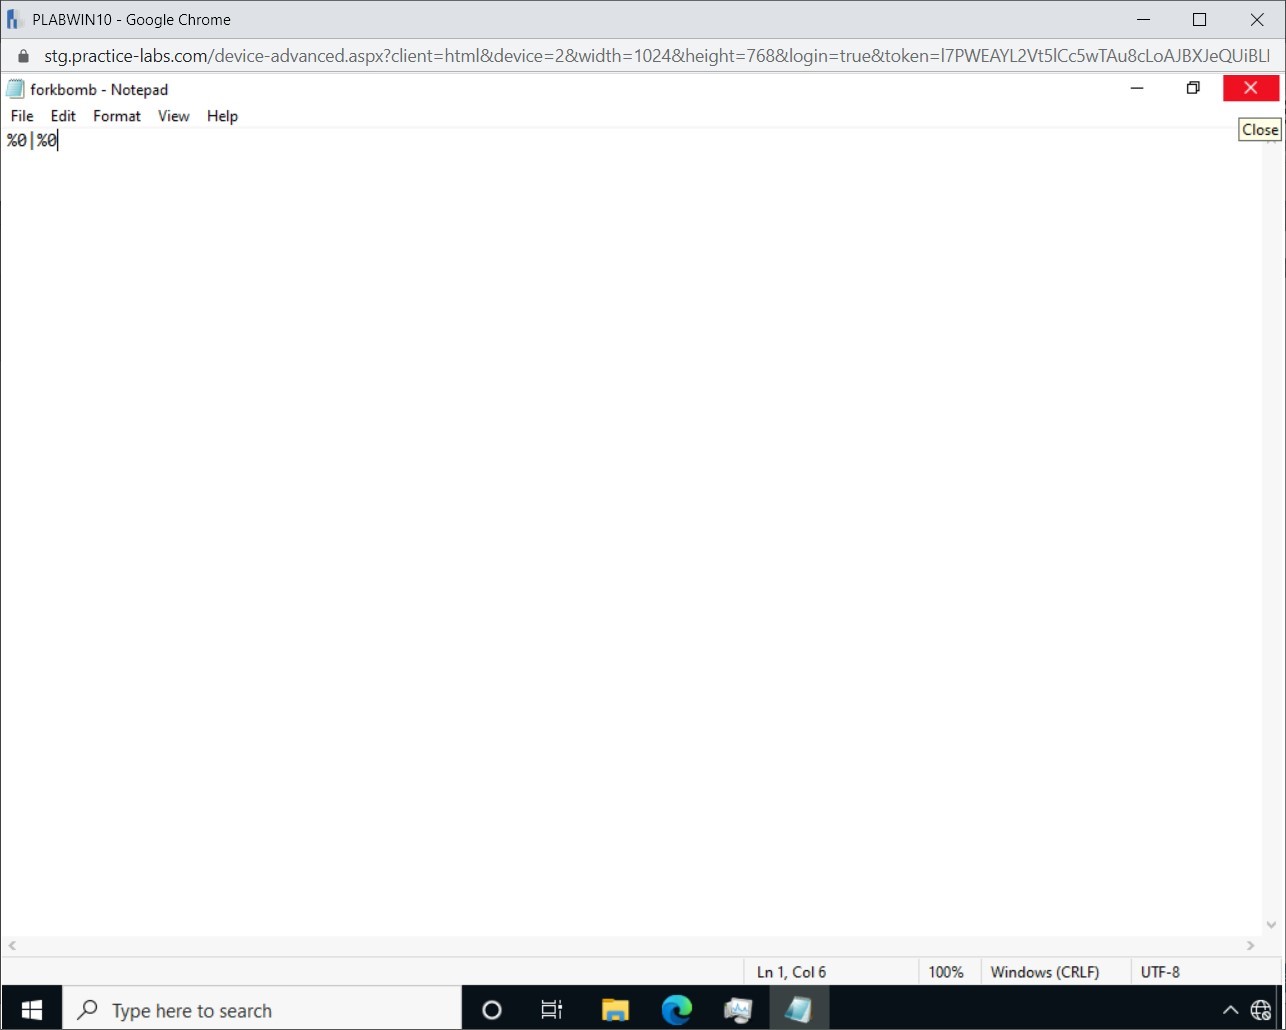 PLABWIN10 - Google Chrome
stg.practice-labs.com/device-advanced.aspx?client=html&device=2&width=1024&height=768&login=true&token=l7PWEAYL2Vt5lCc5wTAu8cLoAJBXJeQUiBLI
forkbomb - Notepad
File Edit Format View Help
Close
%0|%0
Ln 1, Col 6 100% Windows (CRLF) UTF-8
Type here to search